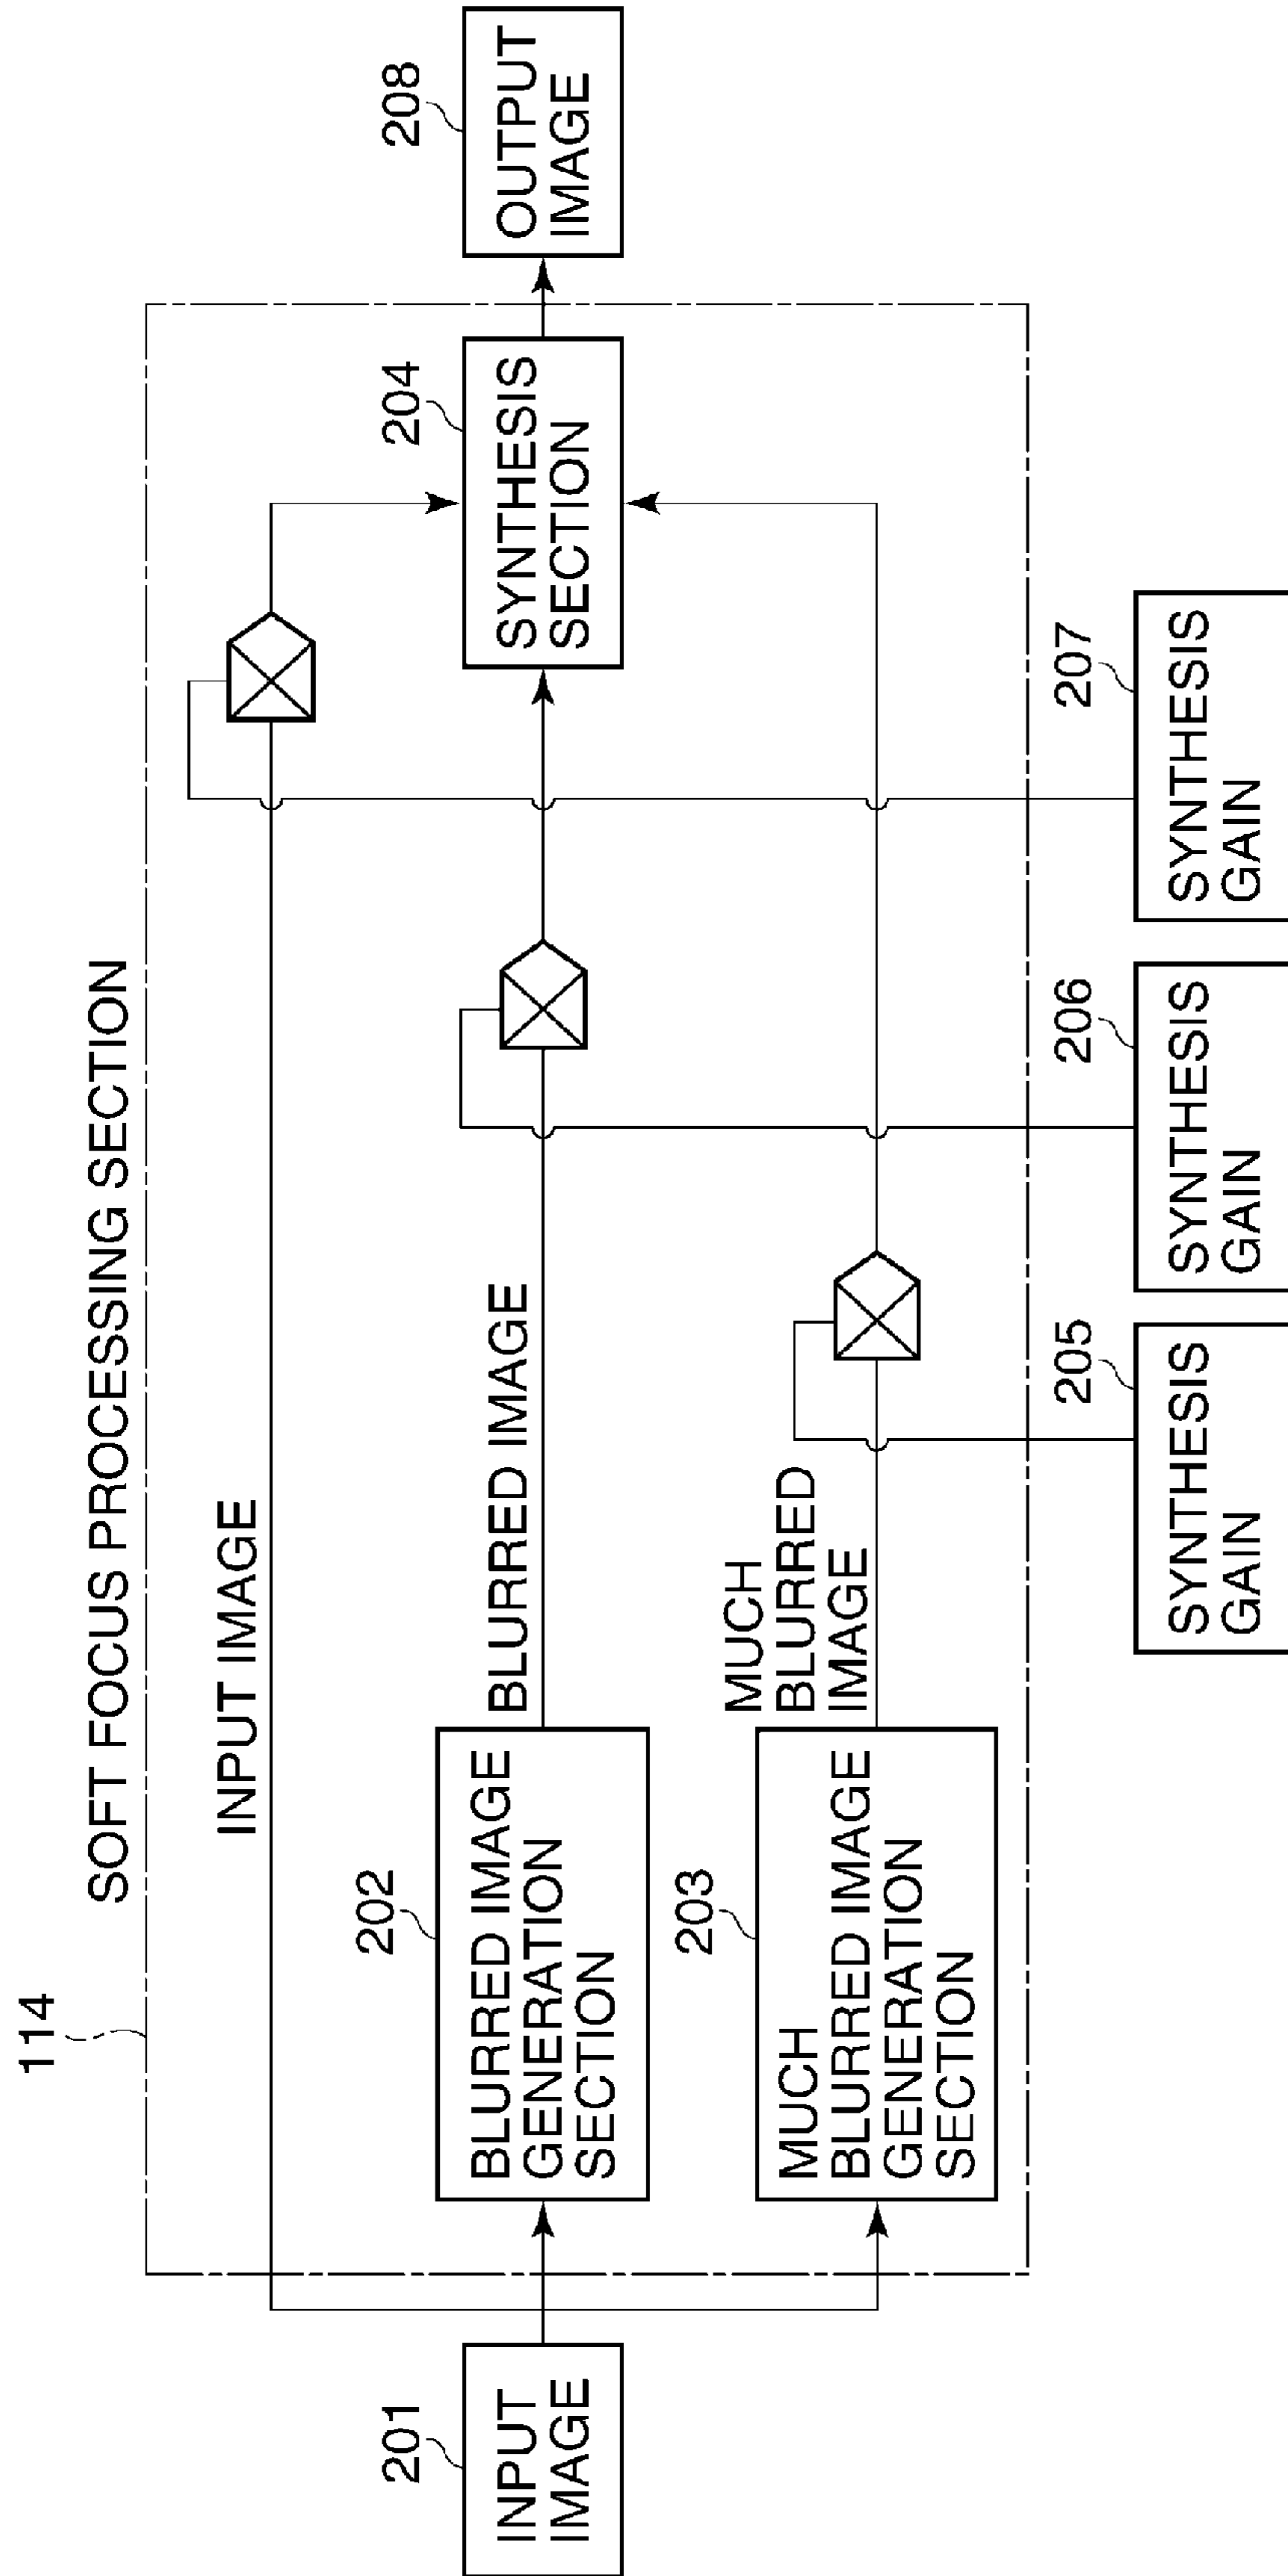 114
SOFT FOCUS PROCESSING SECTION
INPUT IMAGE
201
INPUT
IMAGE
202
BLURRED IMAGE
GENERATION
SECTION
BLURRED IMAGE
204
SYNTHESIS
SECTION
208
OUTPUT
IMAGE
203
MUCH
BLURRED IMAGE
GENERATION
SECTION
MUCH
BLURRED
IMAGE
205
SYNTHESIS
GAIN
206
SYNTHESIS
GAIN
207
SYNTHESIS
GAIN